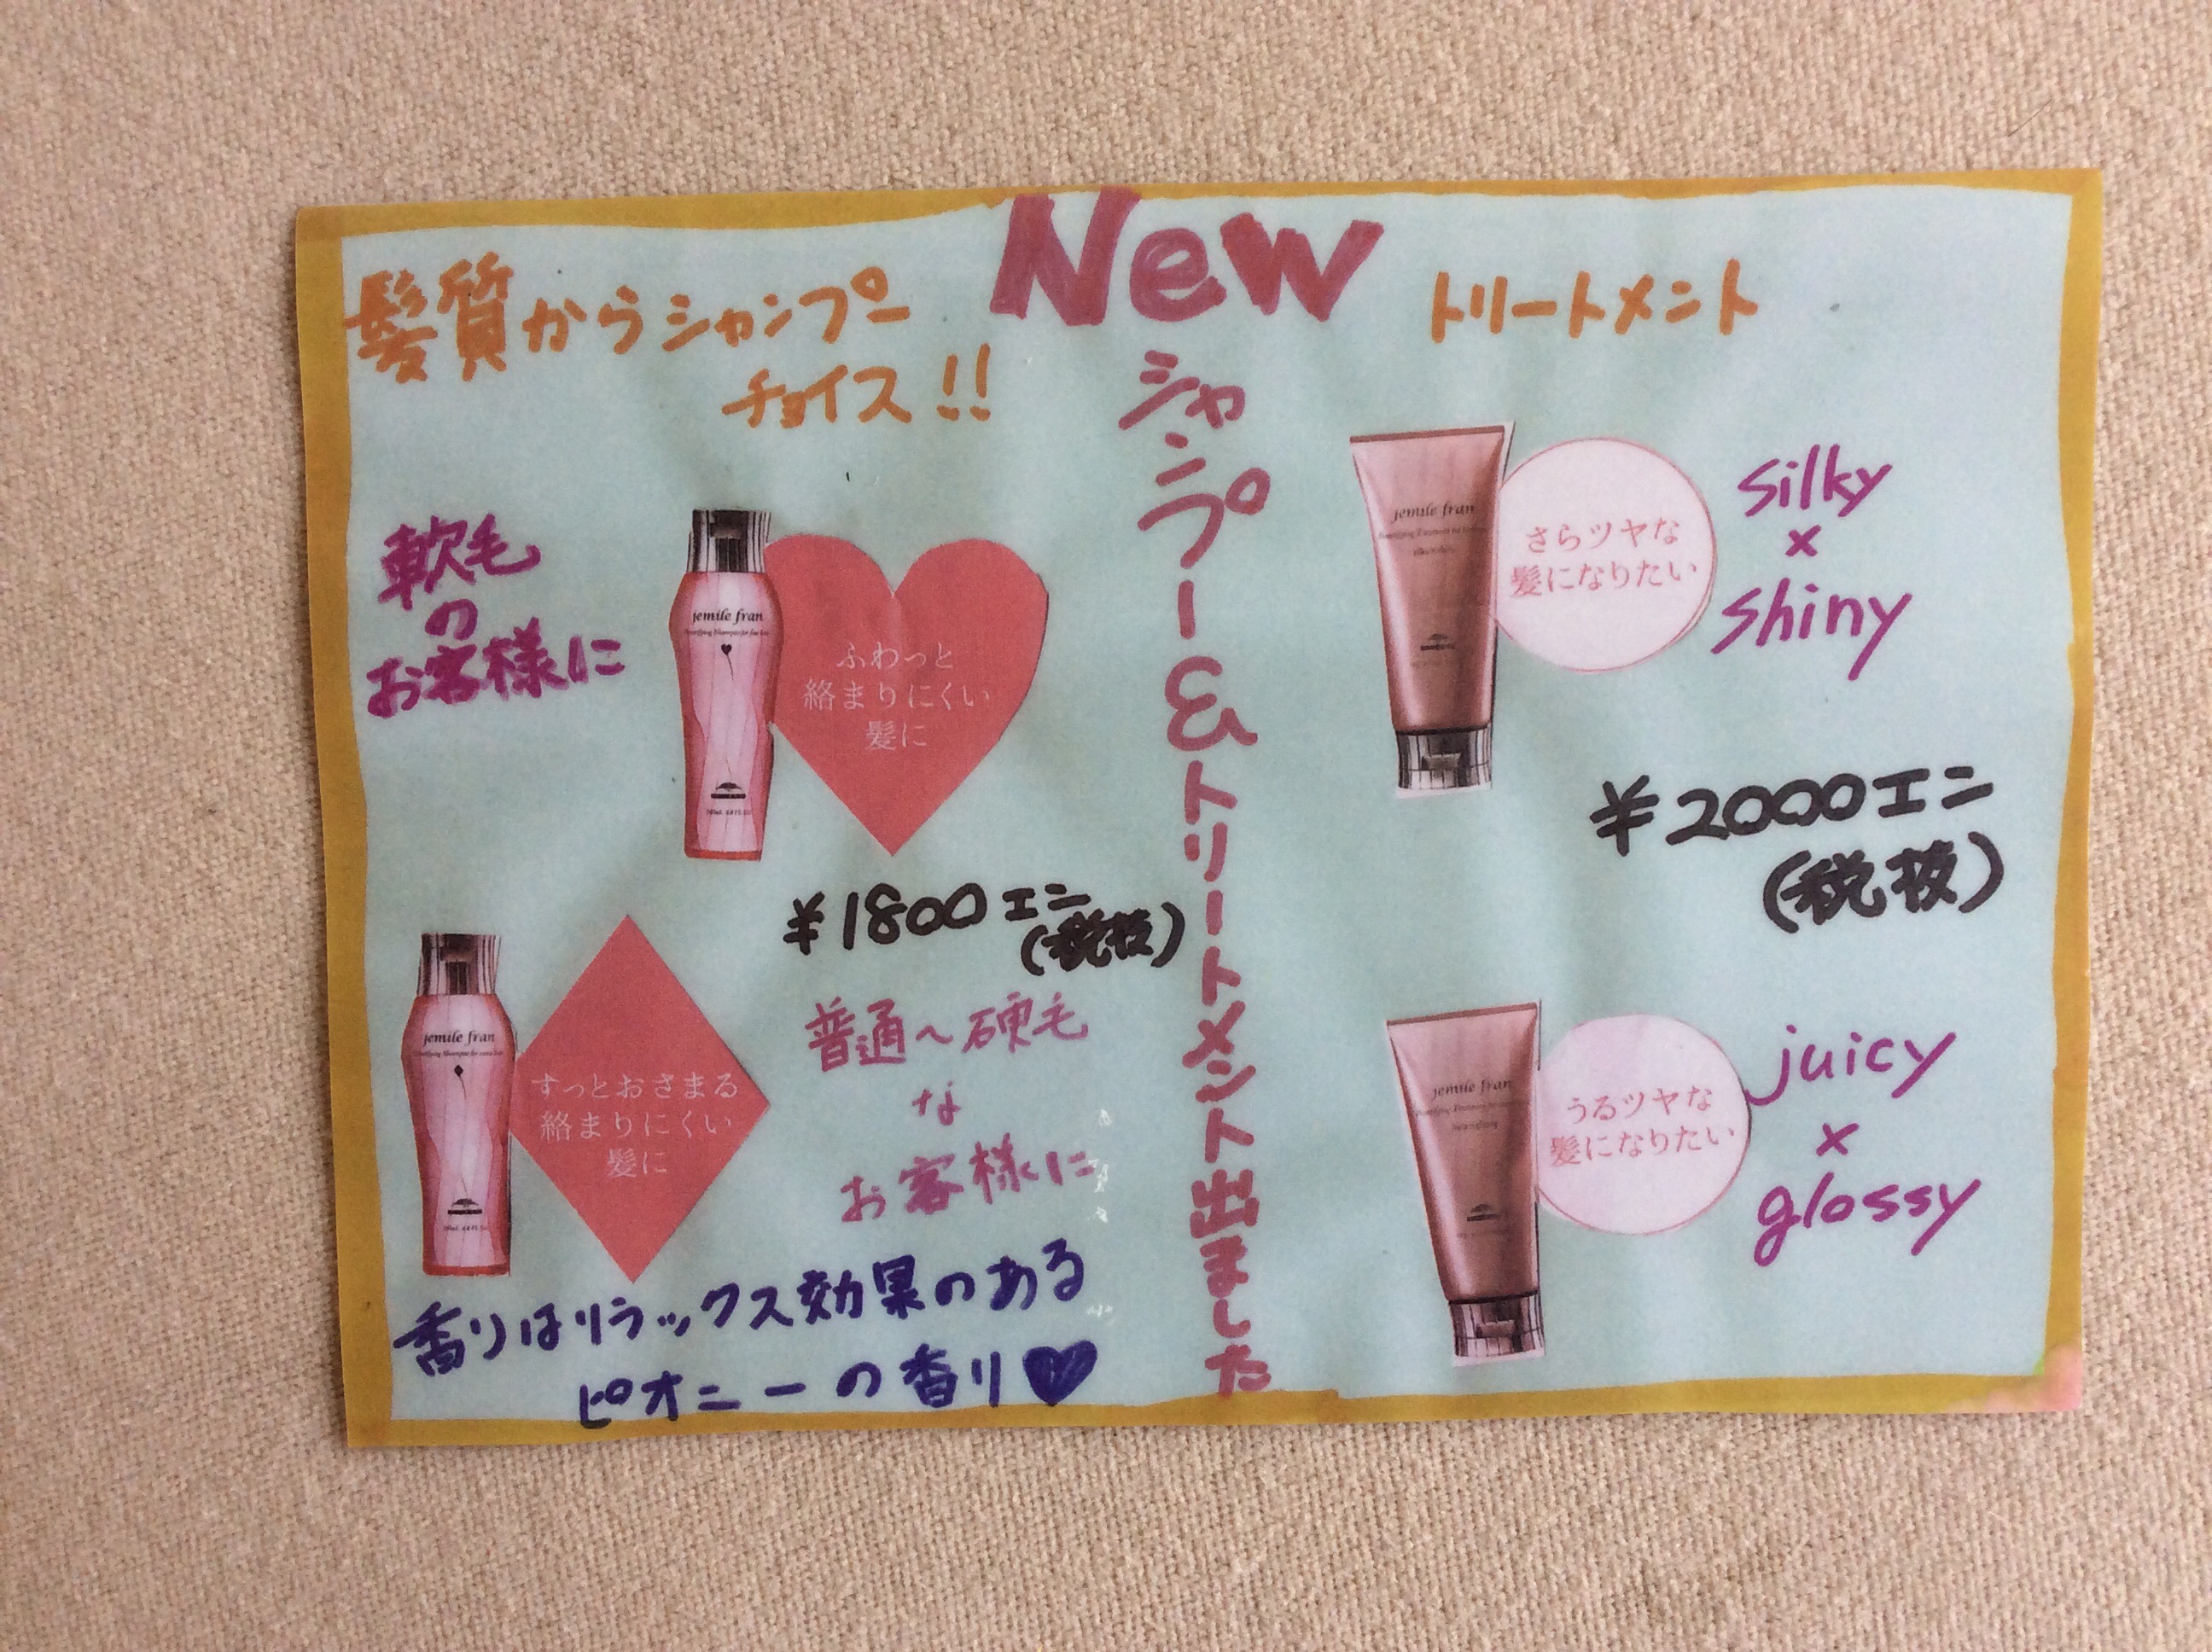 New
シャンプー&トリートメント出ました
髪質からシャンプー
チョイス!!
軟毛
の
お客様に
jemile fran
ふわっと
絡まりにくい
髪に
¥1800エン
(税抜)
jemile fran
すっとおさまる
絡まりにくい
髪に
普通〜硬毛
な
お客様に
香りはリラックス効果のある
ピオニーの香り♥
トリートメント
jemile fran
さらツヤな
髪になりたい
silky
×
shiny
¥2000エン
(税抜)
jemile fran
うるツヤな
髪になりたい
juicy
×
glossy